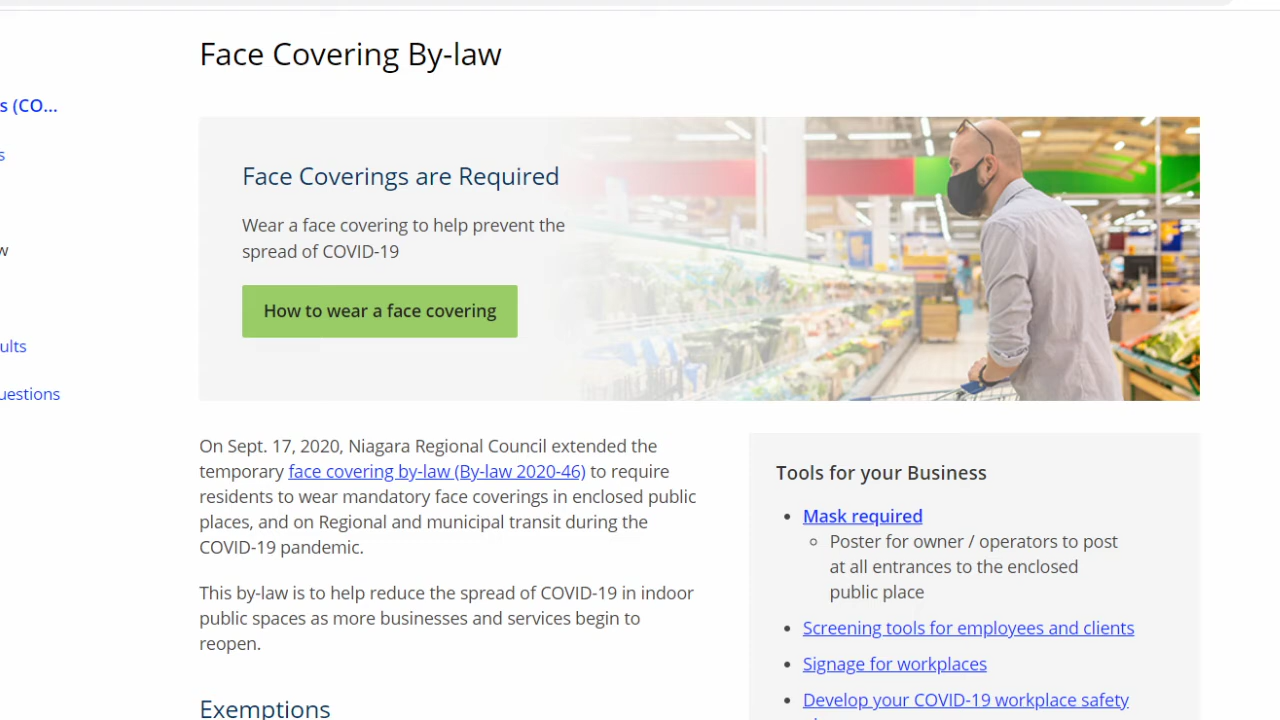 Face Covering By-law
s (CO...
s
w
ults
uestions
Face Coverings are Required
Wear a face covering to help prevent the
spread of COVID-19
How to wear a face covering
On Sept. 17, 2020, Niagara Regional Council extended the
temporary face covering by-law (By-law 2020-46) to require
residents to wear mandatory face coverings in enclosed public
places, and on Regional and municipal transit during the
COVID-19 pandemic.
This by-law is to help reduce the spread of COVID-19 in indoor
public spaces as more businesses and services begin to
reopen.
Exemptions
Tools for your Business
• Mask required
○ Poster for owner / operators to post
at all entrances to the enclosed
public place
• Screening tools for employees and clients
• Signage for workplaces
• Develop your COVID-19 workplace safety